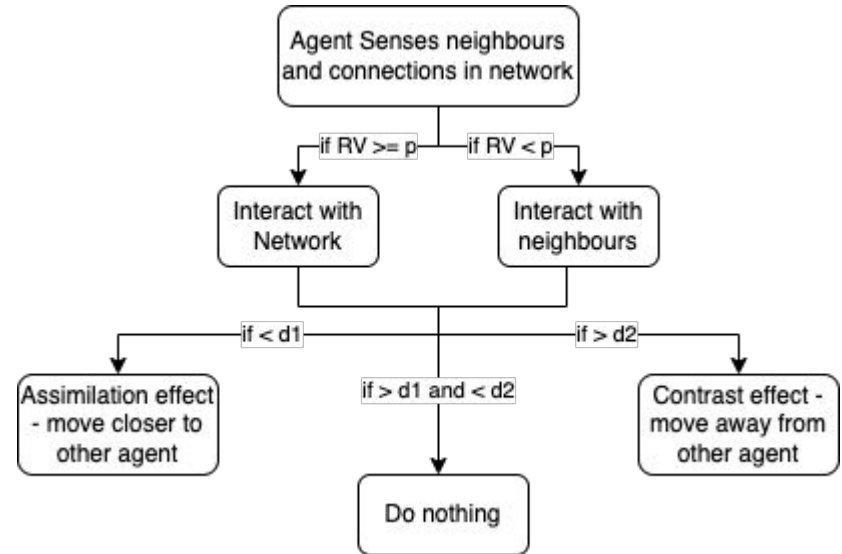 Agent Senses neighbours
and connections in network
if RV >= p
if RV < p
Interact with
Network
Interact with
neighbours
if < d1
if > d2
if > d1 and < d2
Assimilation effect
- move closer to
other agent
Contrast effect -
move away from
other agent
Do nothing